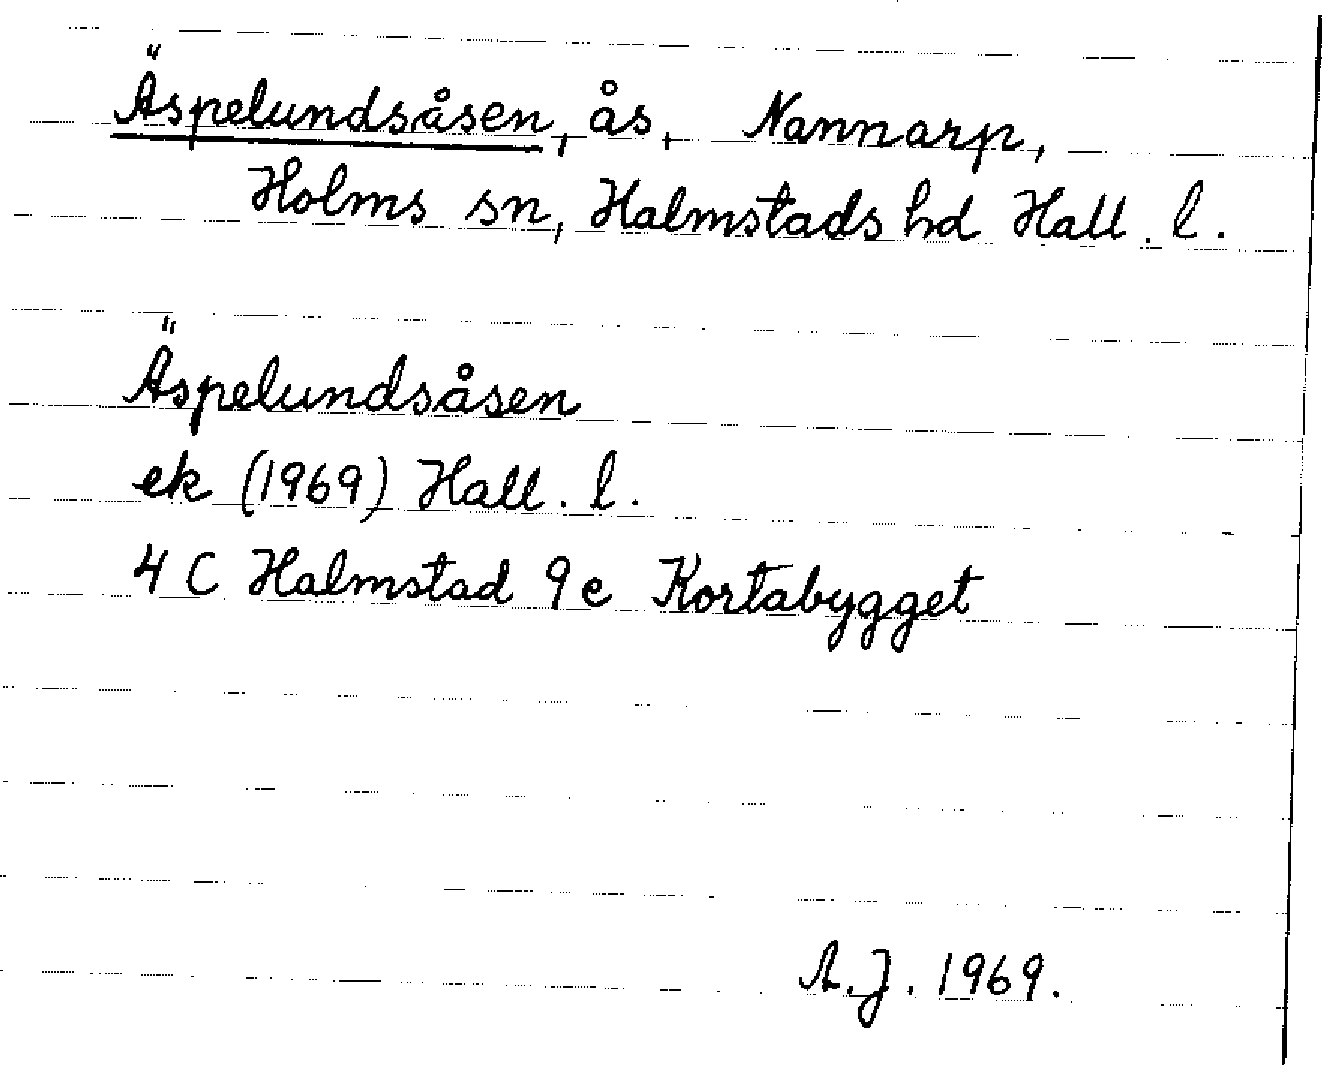 Äspelundsåsen, ås, Nannarp,
Holms sn, Halmstads hd Hall. l.
Äspelundsåsen
ek (1969) Hall. l.
4 C Halmstad 9e Kortabygget
A.J. 1969.